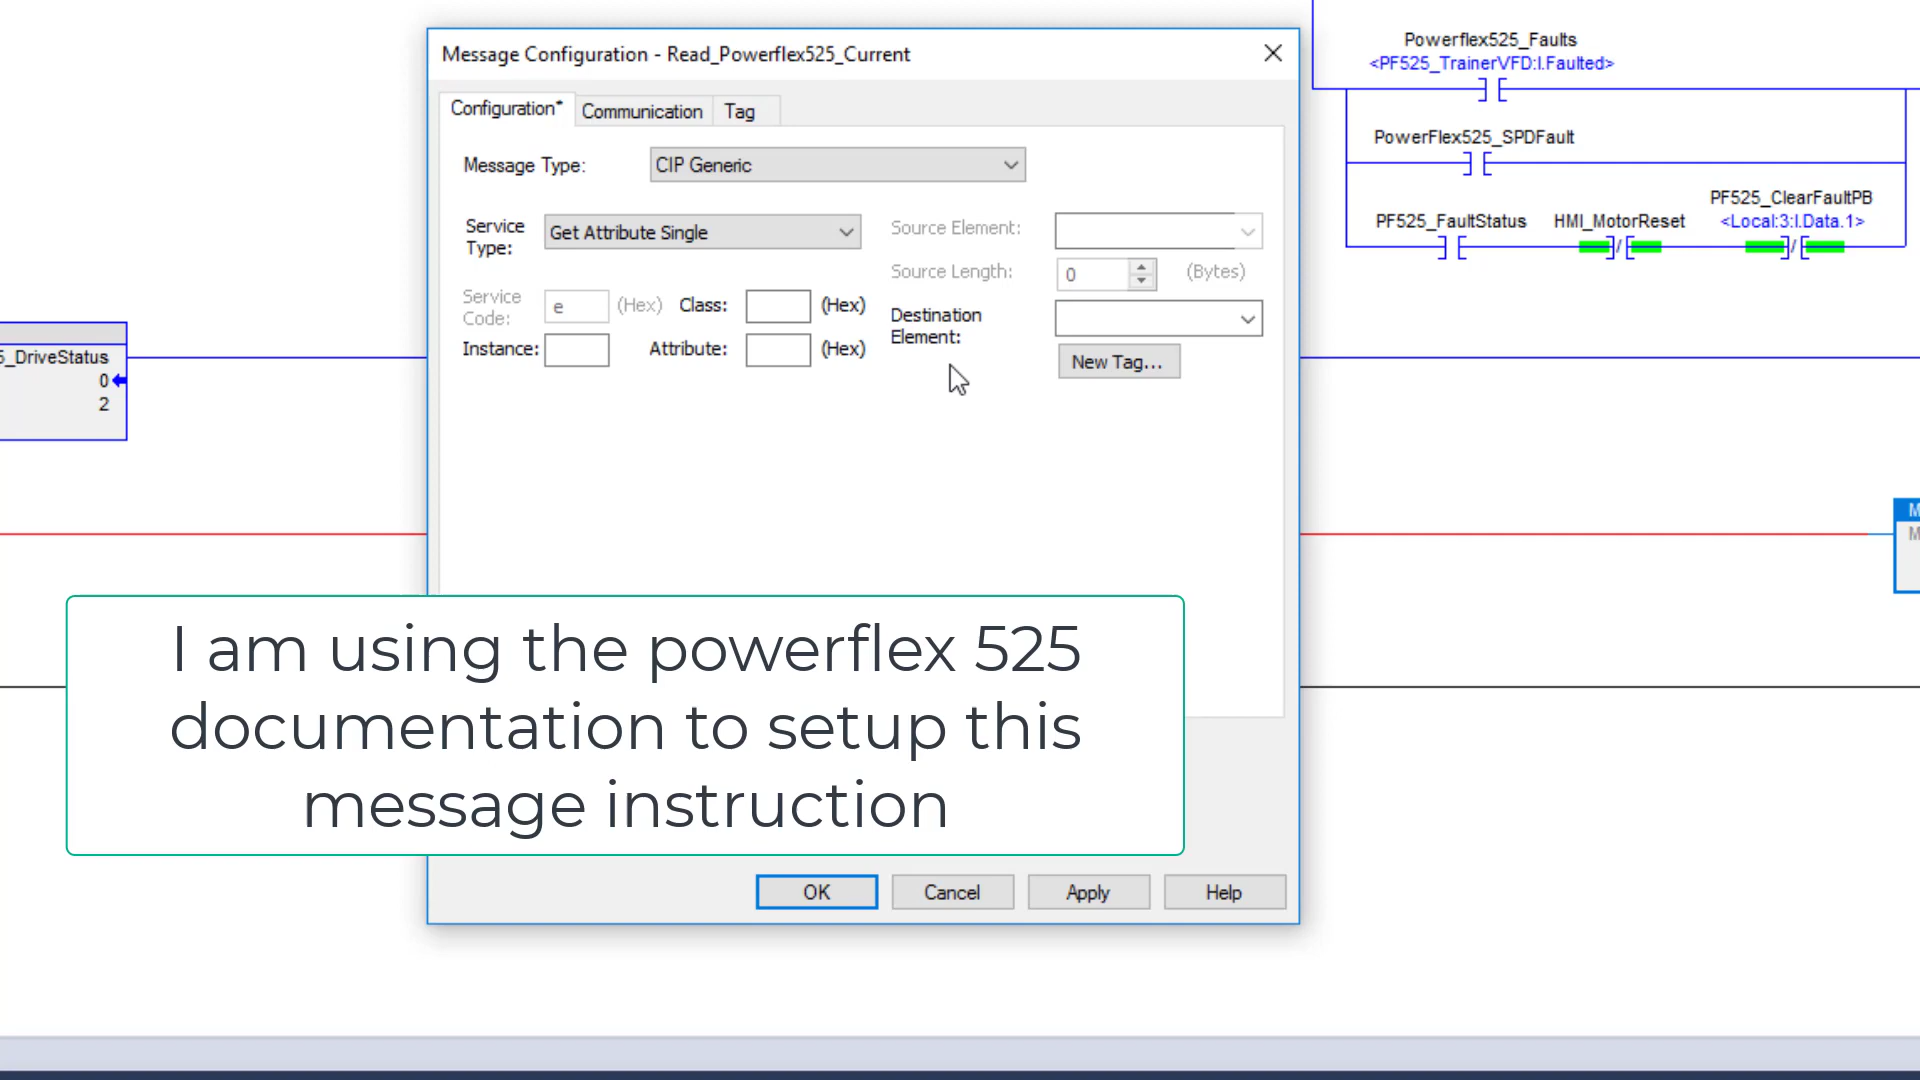 Message Configuration - Read_Powerflex525_Current
Configuration* Communication Tag
Message Type: CIP Generic
Service Type: Get Attribute Single
Service Code: e (Hex) Class: (Hex)
Instance: Attribute: (Hex)
Source Element:
Source Length: 0 (Bytes)
Destination Element:
New Tag...
OK Cancel Apply Help
Powerflex525_Faults
<PF525_TrainerVFD:I.Faulted>
PowerFlex525_SPDFault
PF525_ClearFaultPB
PF525_FaultStatus HMI_MotorReset <Local:3:I.Data.1>
5_DriveStatus
0
2
M
M
I am using the powerflex 525
documentation to setup this
message instruction